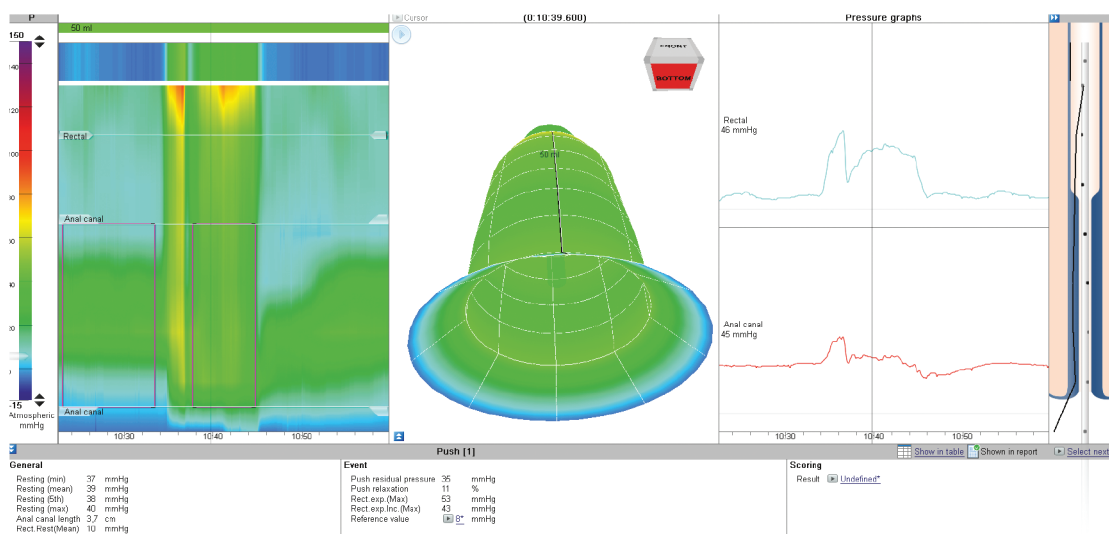 P
Cursor
(0:10:39.600)
Pressure graphs
150
50 ml
140
FRONT
BOTTOM
120
Rectal
46 mmHg
Rectal
100
50 ml
80
Anal canal
60
40
Anal canal
45 mmHg
20
0
-15
Anal canal
Atmospheric
mmHg
10:30
10:40
10:50
10:30
10:40
10:50
Push [1]
Show in table
Shown in report
Select next
General
Resting (min) 37 mmHg
Resting (mean) 39 mmHg
Resting (5th) 38 mmHg
Resting (max) 40 mmHg
Anal canal length 3,7 cm
Rect.Rest(Mean) 10 mmHg
Event
Push residual pressure 35 mmHg
Push relaxation 11 %
Rect.exp.(Max) 53 mmHg
Rect.exp.Inc.(Max) 43 mmHg
Reference value 8* mmHg
Scoring
Result Undefined*